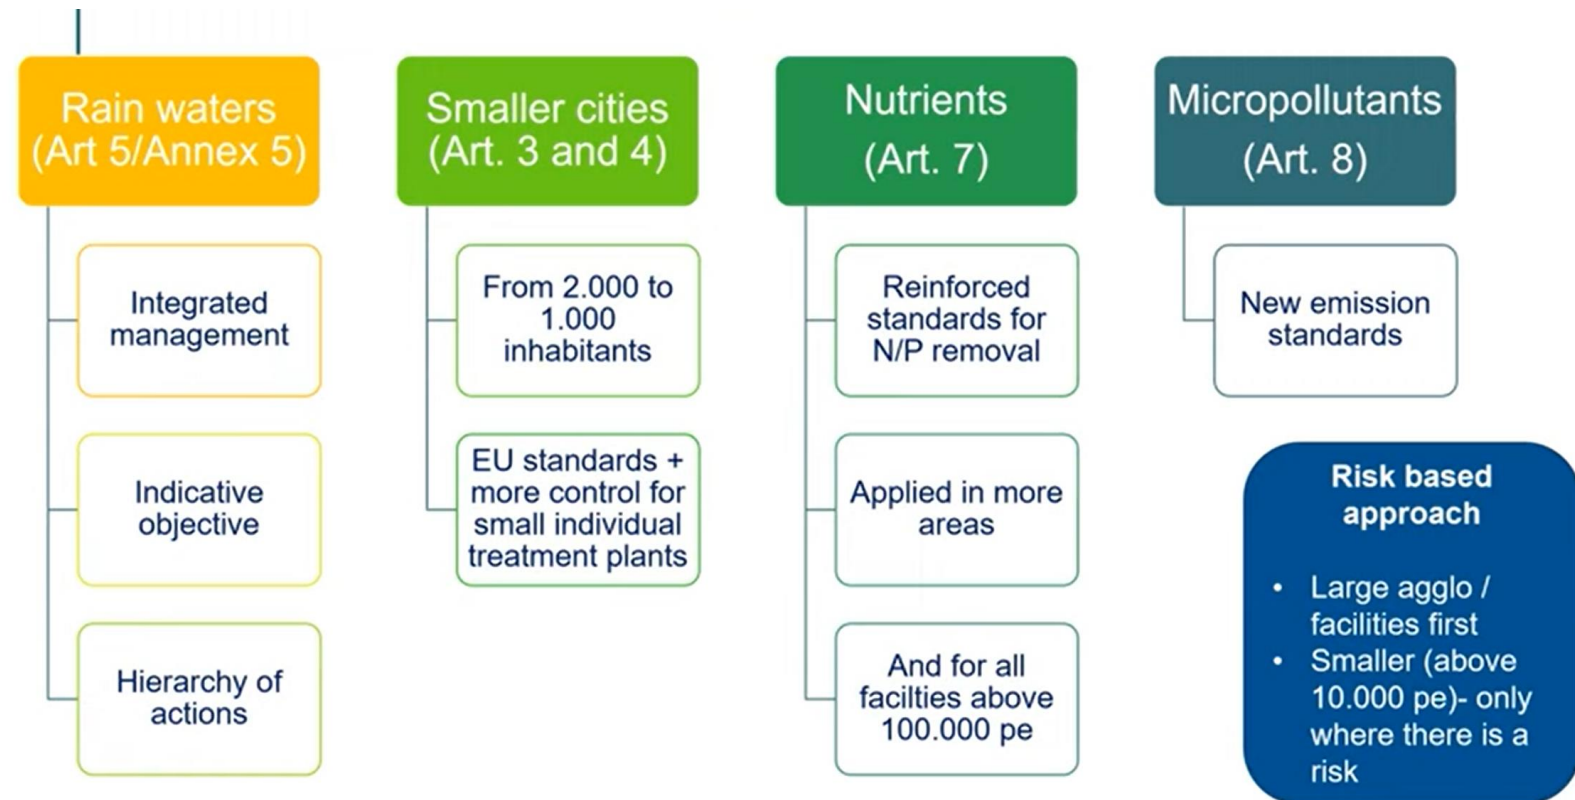 Rain waters
(Art 5/Annex 5)
Integrated
management
Indicative
objective
Hierarchy of
actions
Smaller cities
(Art. 3 and 4)
From 2.000 to
1.000
inhabitants
EU standards +
more control for
small individual
treatment plants
Nutrients
(Art. 7)
Reinforced
standards for
N/P removal
Applied in more
areas
And for all
facilties above
100.000 pe
Micropollutants
(Art. 8)
New emission
standards
Risk based
approach
• Large agglo /
facilities first
• Smaller (above
10.000 pe)- only
where there is a
risk